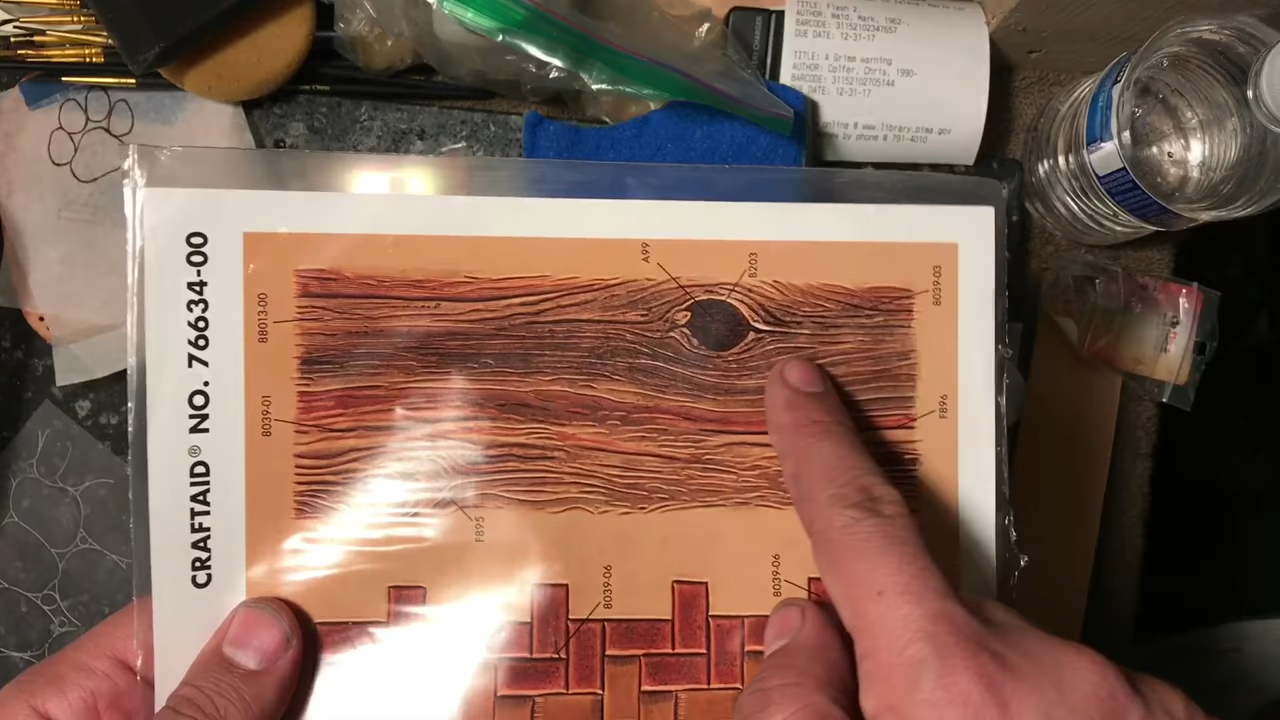 TITLE: Flash 2.
AUTHOR: Waid, Mark, 1962-.
BARCODE: 31152102347657
DUE DATE: 12-31-17
TITLE: A Grimm warning
AUTHOR: Colfer, Chris, 1990-
BARCODE: 31152102705144
DATE: 12-31-17
online @ www.library.pima.gov
by phone @ 791-4010
CHARGER
CRAFTAID® NO. 76634-00
A99
B203
88013-00
8039-03
8039-01
F896
F895
8039-06
8039-06